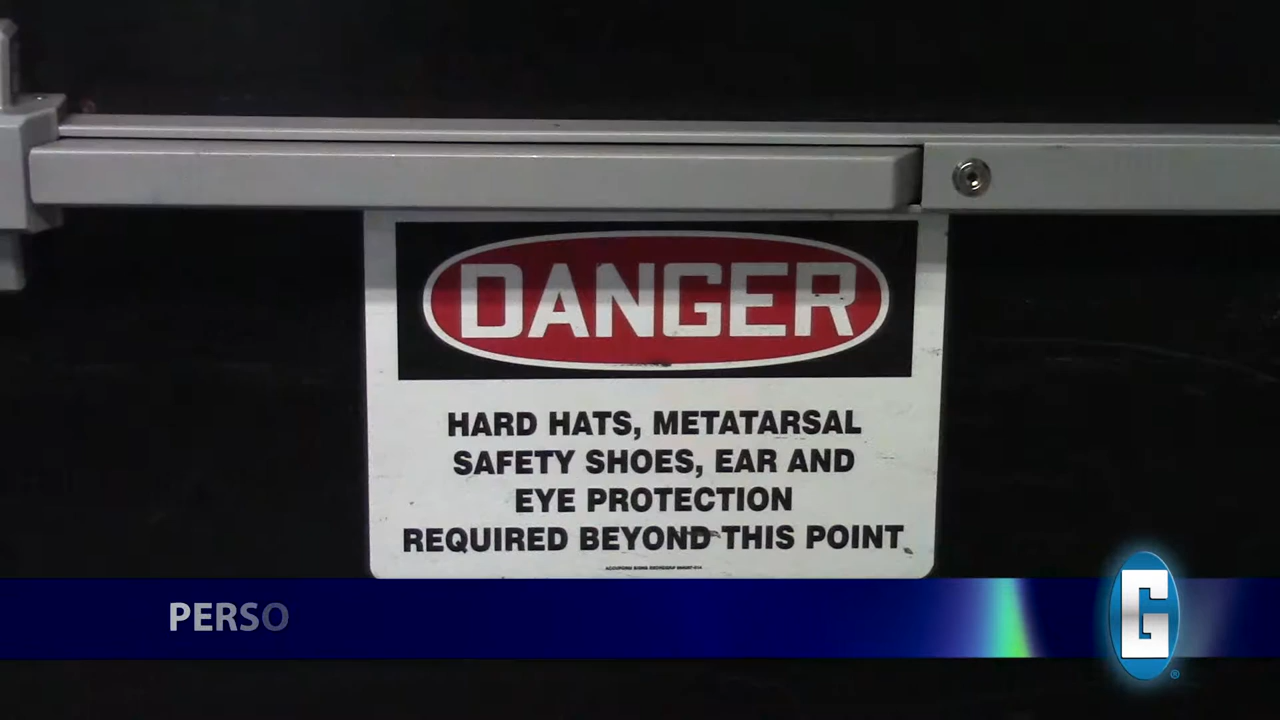 DANGER
HARD HATS, METATARSAL
SAFETY SHOES, EAR AND
EYE PROTECTION
REQUIRED BEYOND THIS POINT
PERSO
G
®